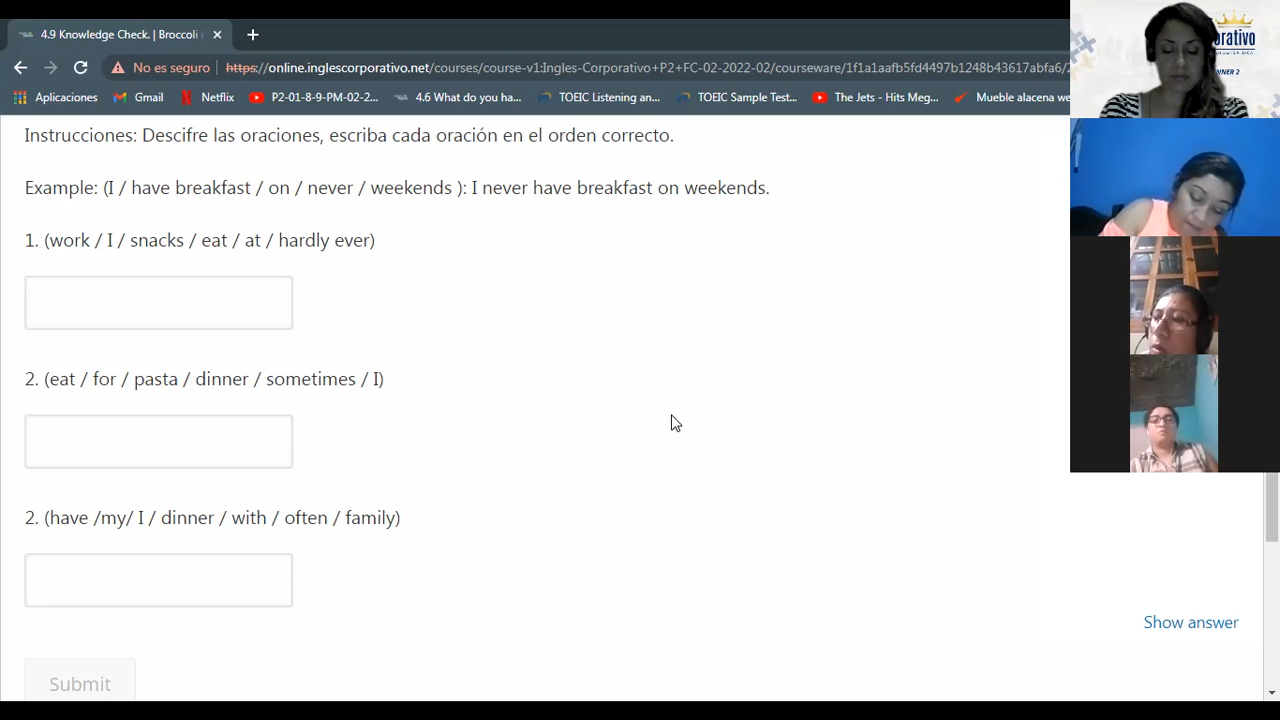 4.9 Knowledge Check. | Broccoli i
No es seguro | https://online.inglescorporativo.net/courses/course-v1:Ingles-Corporativo+P2+FC-02-2022-02/courseware/1f1a1aafb5fd4497b1248b43617abfa6/
Aplicaciones Gmail Netflix P2-01-8-9-PM-02-2... 4.6 What do you ha... TOEIC Listening an... TOEIC Sample Test... The Jets - Hits Meg... Mueble alacena we
Instrucciones: Descifre las oraciones, escriba cada oración en el orden correcto.
Example: (I / have breakfast / on / never / weekends ): I never have breakfast on weekends.
1. (work / I / snacks / eat / at / hardly ever)
2. (eat / for / pasta / dinner / sometimes / I)
2. (have /my/ I / dinner / with / often / family)
Show answer
Submit
orativo
NNER 2